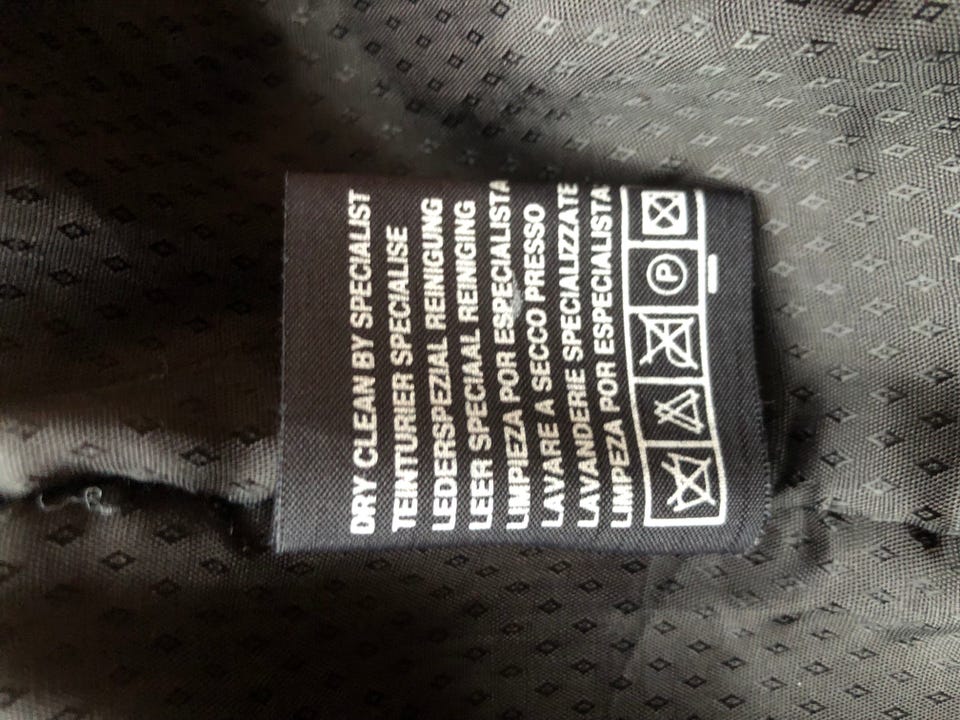 DRY CLEAN BY SPECIALIST
TEINTURIER SPECIALISE
LEDERSPEZIAL REINIGUNG
LEER SPECIAAL REINIGING
LIMPIEZA POR ESPECIALISTA
LAVARE A SECCO PRESSO
LAVANDERIE SPECIALIZZATE
LIMPEZA POR ESPECIALISTA
P